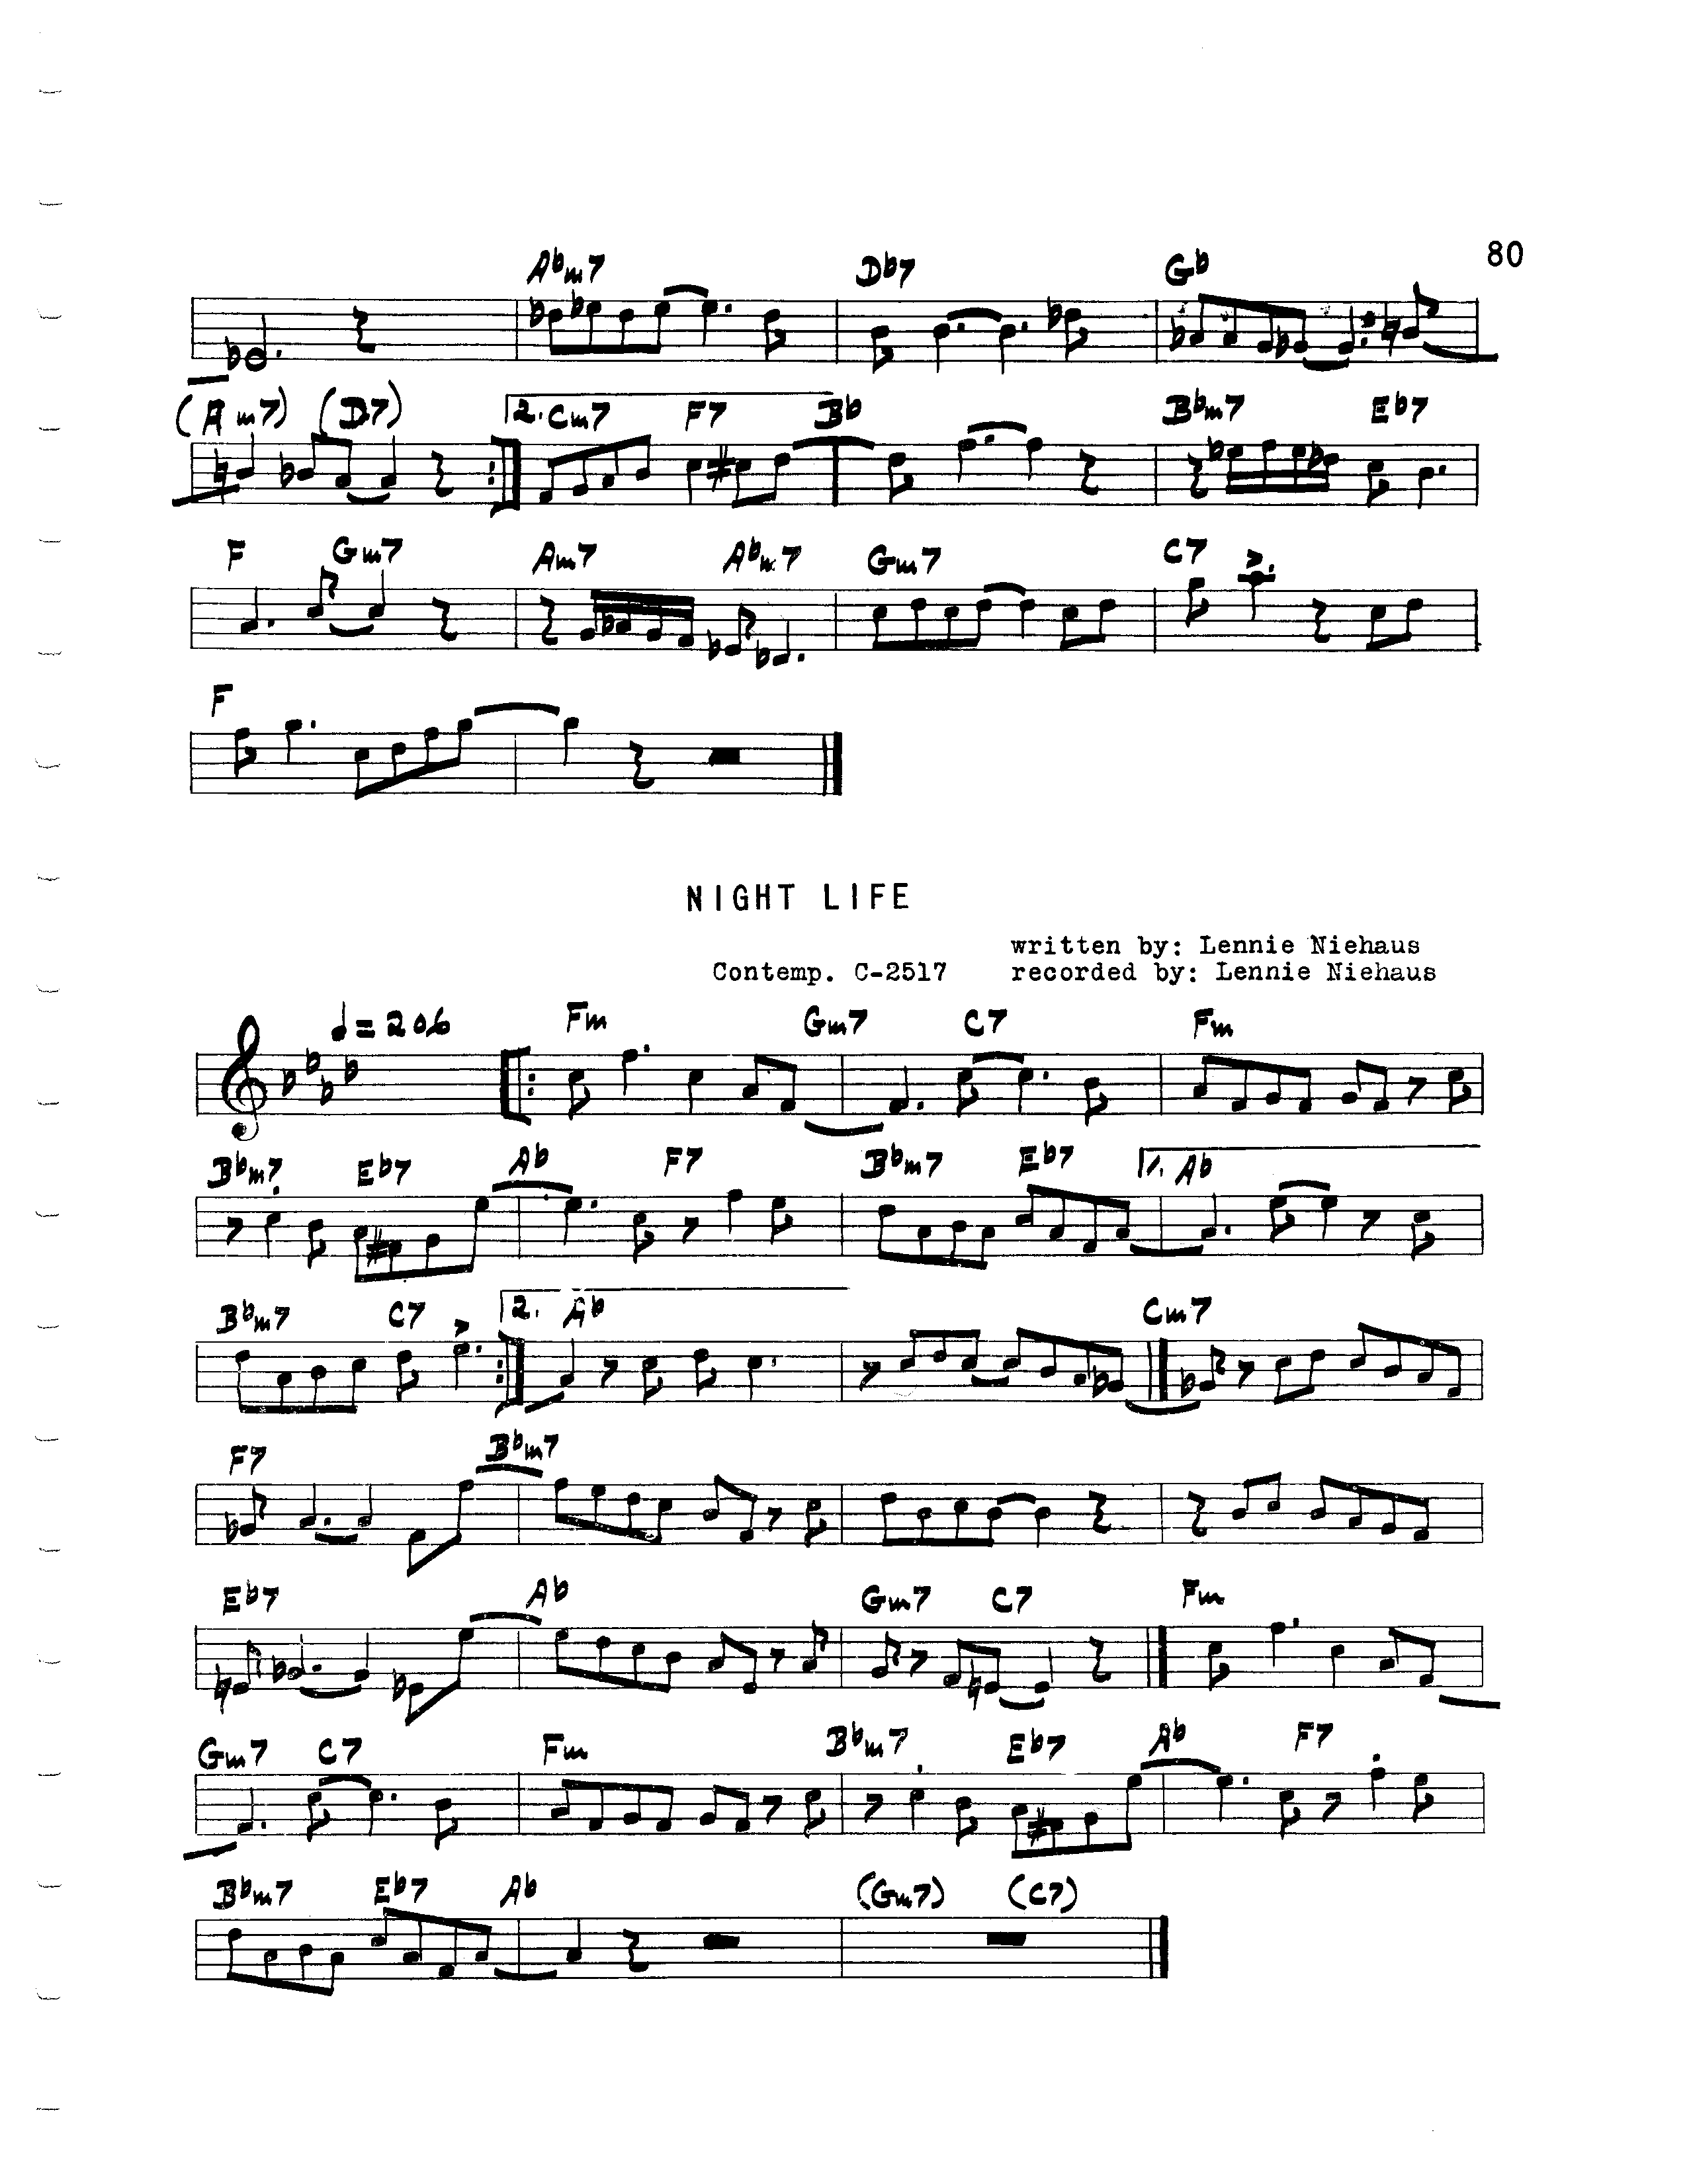 80
A♭m7 D♭7 G♭
(A m7) (D7) 2. Cm7 F7 B♭ B♭m7 E♭7
F Gm7 Am7 A♭m7 Gm7 C7
F
NIGHT LIFE
written by: Lennie Niehaus
Contemp. C-2517 recorded by: Lennie Niehaus
♩ = 206 Fm Gm7 C7 Fm
B♭m7 E♭7 A♭ F7 B♭m7 E♭7 1. A♭
B♭m7 C7 2. A♭ Cm7
F7 B♭m7
E♭7 A♭ Gm7 C7 Fm
Gm7 C7 Fm B♭m7 E♭7 A♭ F7
B♭m7 E♭7 A♭ (Gm7) (C7)